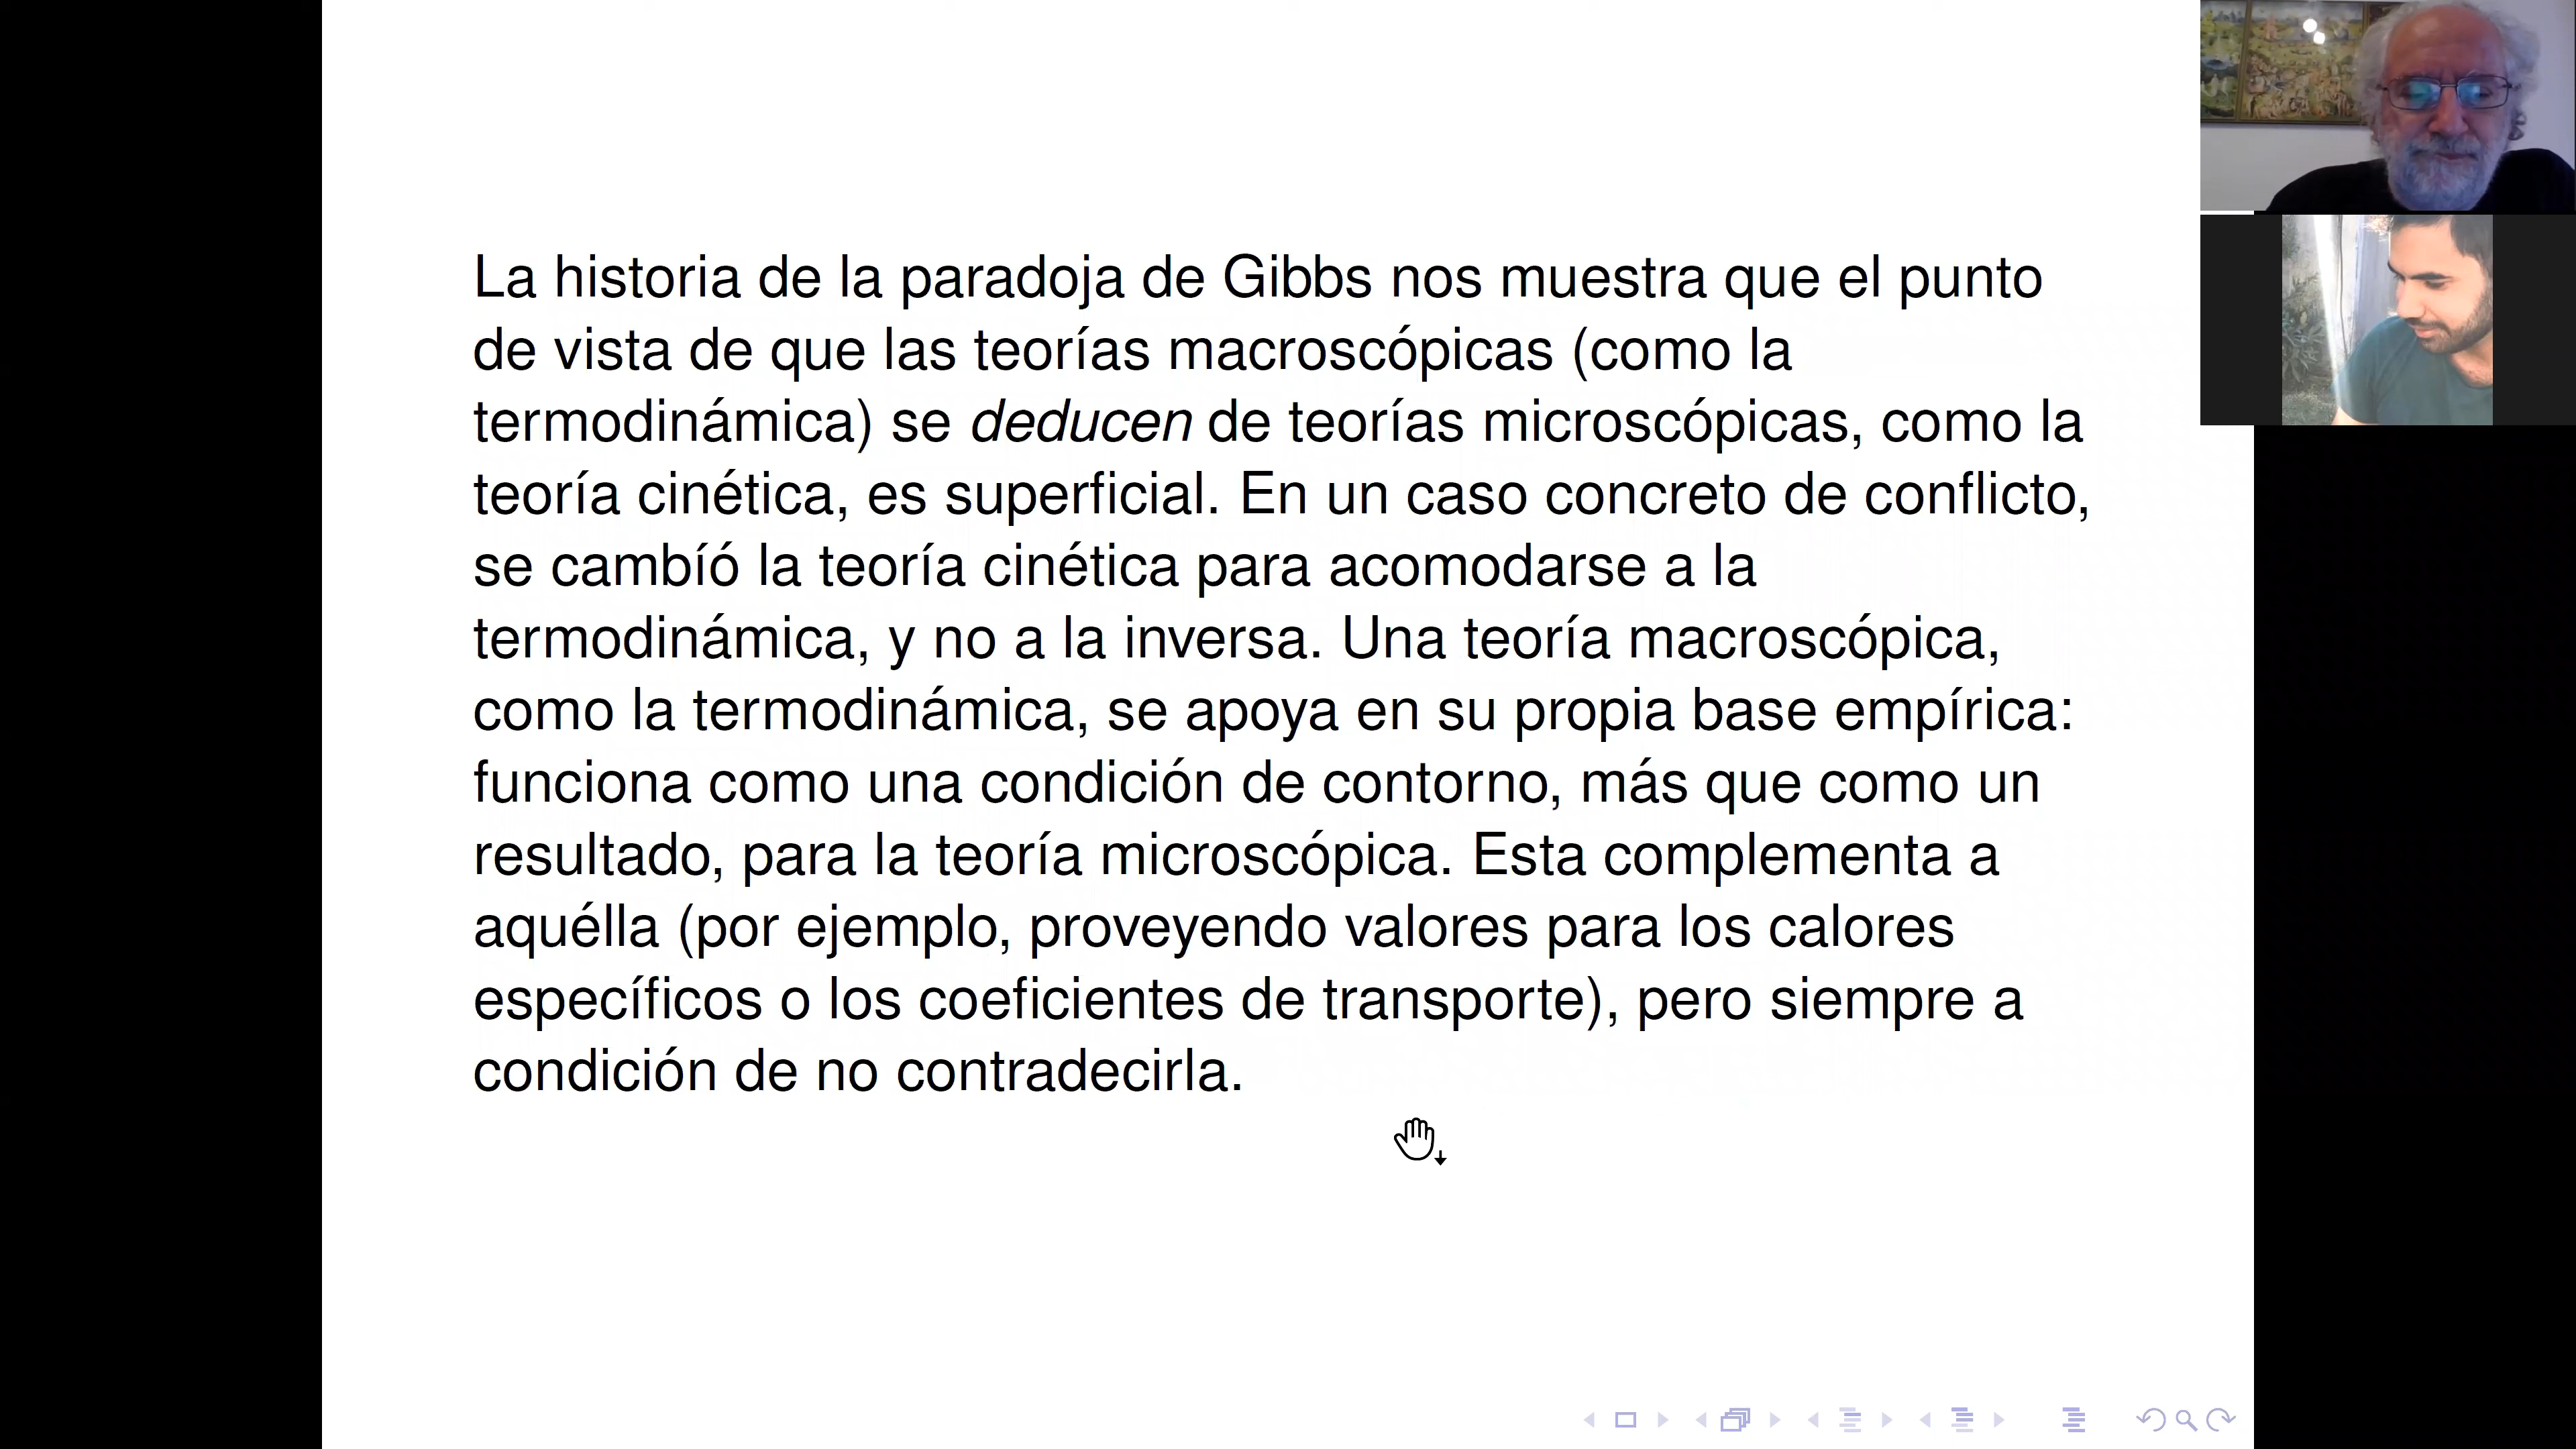 La historia de la paradoja de Gibbs nos muestra que el punto
de vista de que las teorías macroscópicas (como la
termodinámica) se deducen de teorías microscópicas, como la
teoría cinética, es superficial. En un caso concreto de conflicto,
se cambíó la teoría cinética para acomodarse a la
termodinámica, y no a la inversa. Una teoría macroscópica,
como la termodinámica, se apoya en su propia base empírica:
funciona como una condición de contorno, más que como un
resultado, para la teoría microscópica. Esta complementa a
aquélla (por ejemplo, proveyendo valores para los calores
específicos o los coeficientes de transporte), pero siempre a
condición de no contradecirla.